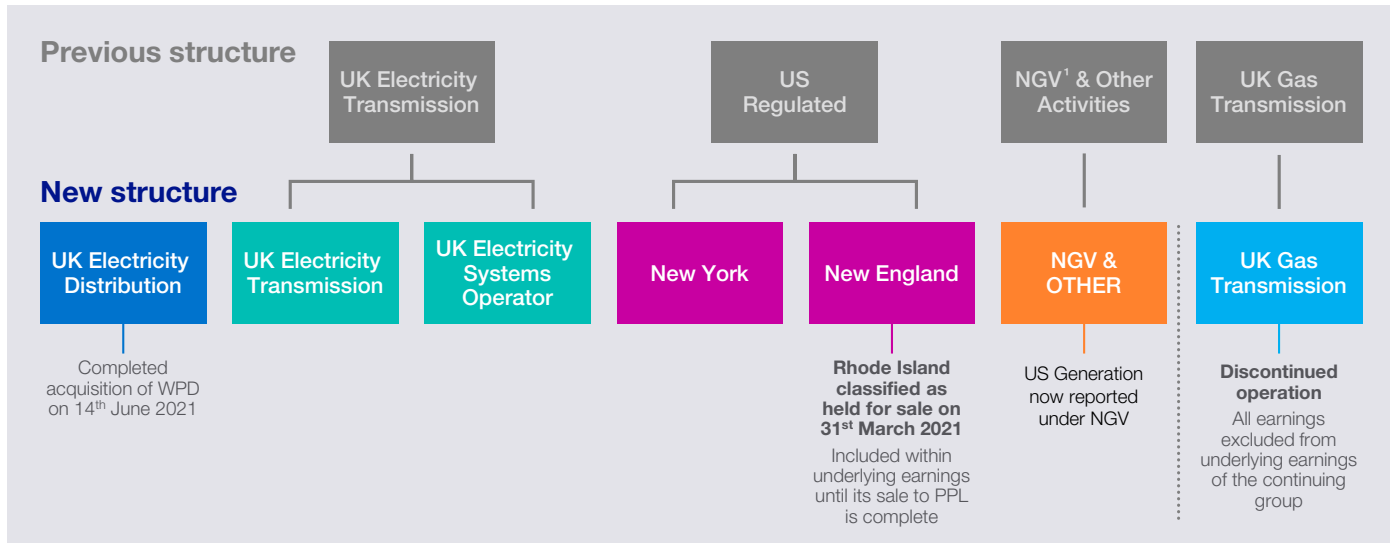 Previous structure
UK Electricity
Transmission
US
Regulated
NGV¹ & Other
Activities
UK Gas
Transmission
New structure
UK Electricity
Distribution
UK Electricity
Transmission
UK Electricity
Systems
Operator
New York
New England
NGV &
OTHER
UK Gas
Transmission
Completed
acquisition of WPD
on 14th June 2021
Rhode Island
classified as
held for sale on
31st March 2021
Included within
underlying earnings
until its sale to PPL
is complete
US Generation
now reported
under NGV
Discontinued
operation
All earnings
excluded from
underlying earnings
of the continuing
group